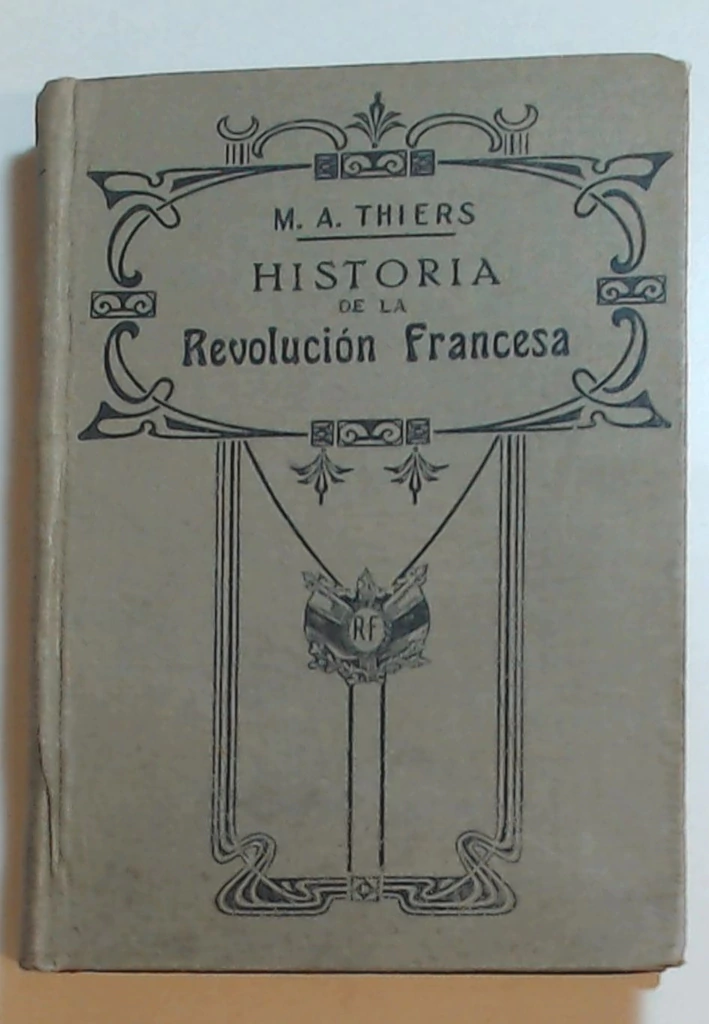 M. A. THIERS
HISTORIA
DE LA
Revolución Francesa
RF